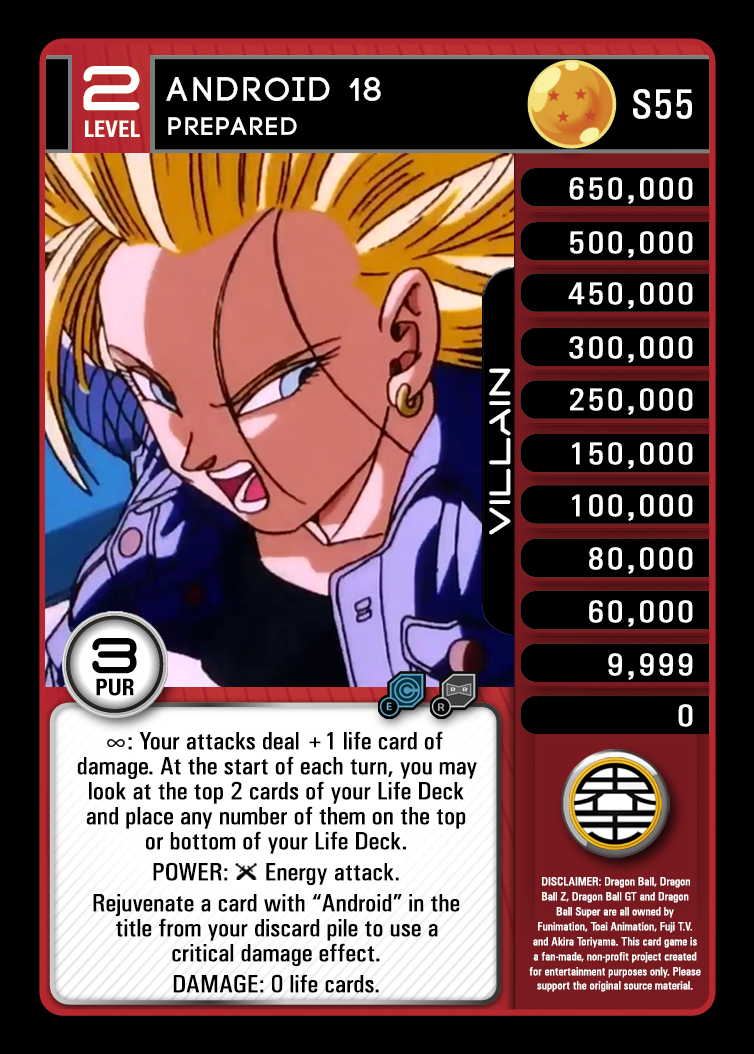 2
LEVEL
ANDROID 18
PREPARED
S55
650,000
500,000
450,000
300,000
250,000
150,000
100,000
80,000
60,000
9,999
0
VILLAIN
3
PUR
E
R
R R
∞: Your attacks deal +1 life card of
damage. At the start of each turn, you may
look at the top 2 cards of your Life Deck
and place any number of them on the top
or bottom of your Life Deck.
POWER: Energy attack.
Rejuvenate a card with “Android” in the
title from your discard pile to use a
critical damage effect.
DAMAGE: 0 life cards.
DISCLAIMER: Dragon Ball, Dragon
Ball Z, Dragon Ball GT and Dragon
Ball Super are all owned by
Funimation, Toei Animation, Fuji T.V.
and Akira Toriyama. This card game is
a fan-made, non-profit project created
for entertainment purposes only. Please
support the original source material.